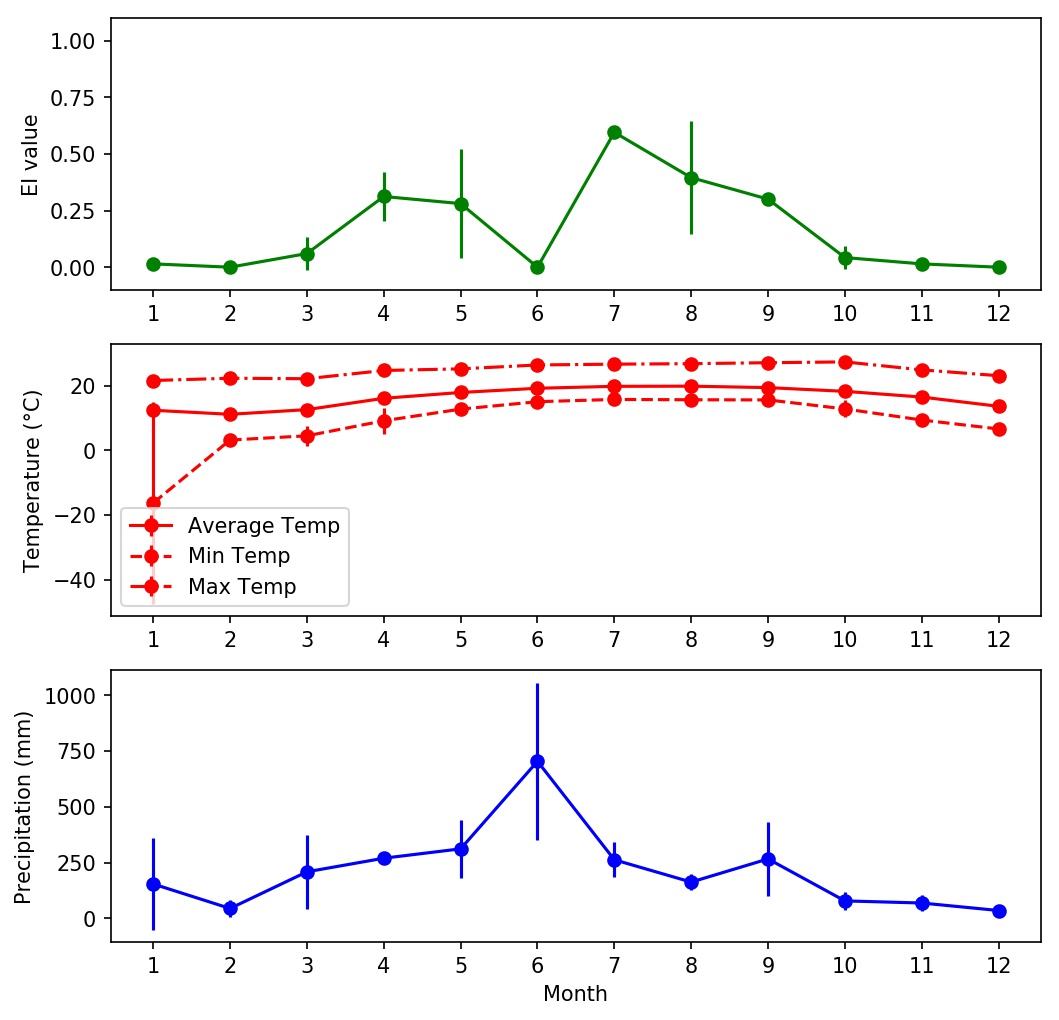 EI value
1.00
0.75
0.50
0.25
0.00
1 2 3 4 5 6 7 8 9 10 11 12
Temperature (°C)
20
0
−20
−40
Average Temp
Min Temp
Max Temp
1 2 3 4 5 6 7 8 9 10 11 12
Precipitation (mm)
1000
750
500
250
0
1 2 3 4 5 6 7 8 9 10 11 12
Month